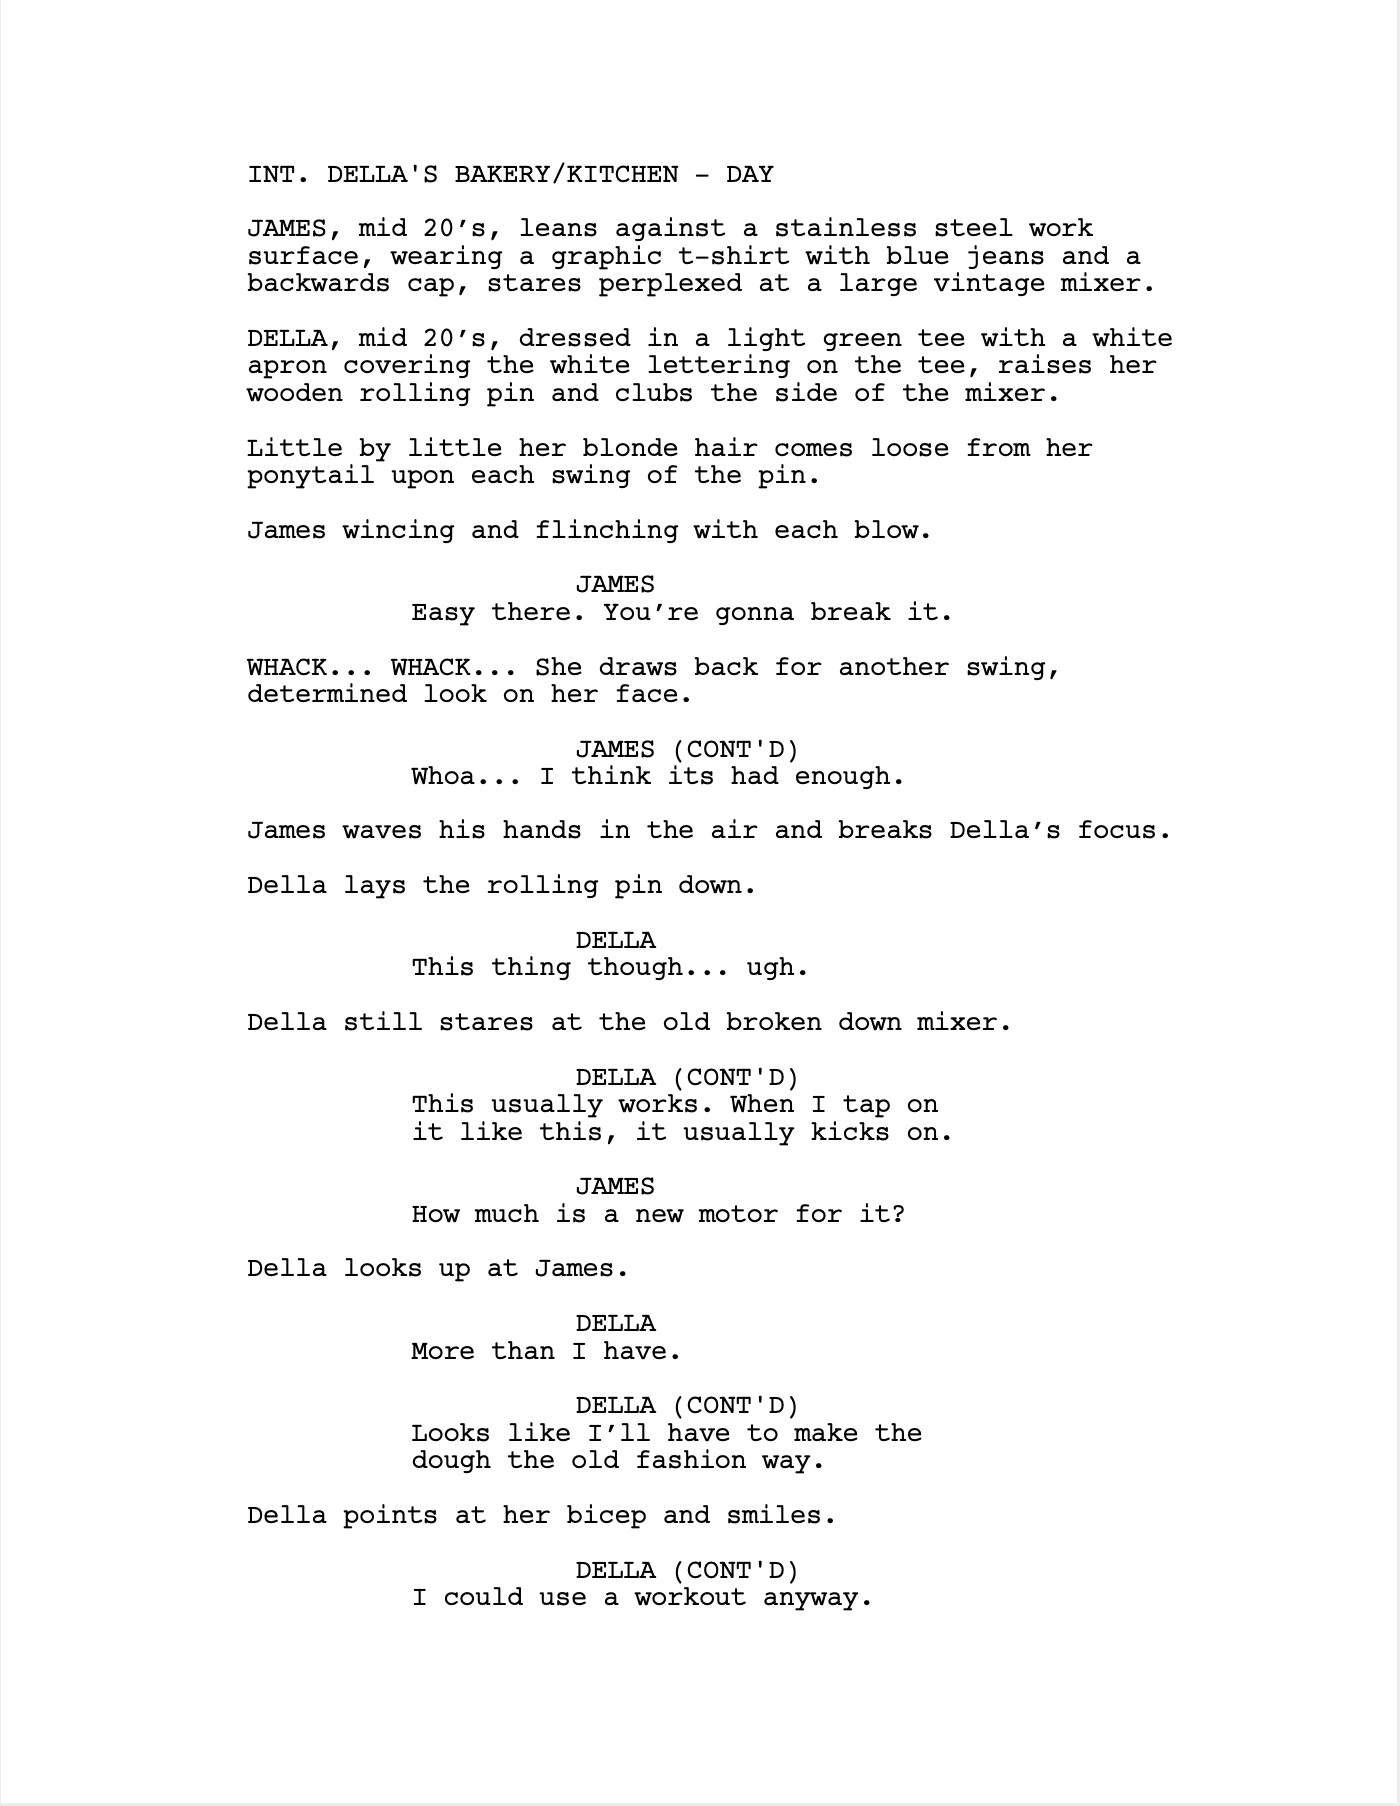 INT. DELLA'S BAKERY/KITCHEN - DAY
JAMES, mid 20’s, leans against a stainless steel work
surface, wearing a graphic t-shirt with blue jeans and a
backwards cap, stares perplexed at a large vintage mixer.
DELLA, mid 20’s, dressed in a light green tee with a white
apron covering the white lettering on the tee, raises her
wooden rolling pin and clubs the side of the mixer.
Little by little her blonde hair comes loose from her
ponytail upon each swing of the pin.
James wincing and flinching with each blow.
JAMES
Easy there. You’re gonna break it.
WHACK... WHACK... She draws back for another swing,
determined look on her face.
JAMES (CONT'D)
Whoa... I think its had enough.
James waves his hands in the air and breaks Della’s focus.
Della lays the rolling pin down.
DELLA
This thing though... ugh.
Della still stares at the old broken down mixer.
DELLA (CONT'D)
This usually works. When I tap on
it like this, it usually kicks on.
JAMES
How much is a new motor for it?
Della looks up at James.
DELLA
More than I have.
DELLA (CONT'D)
Looks like I’ll have to make the
dough the old fashion way.
Della points at her bicep and smiles.
DELLA (CONT'D)
I could use a workout anyway.